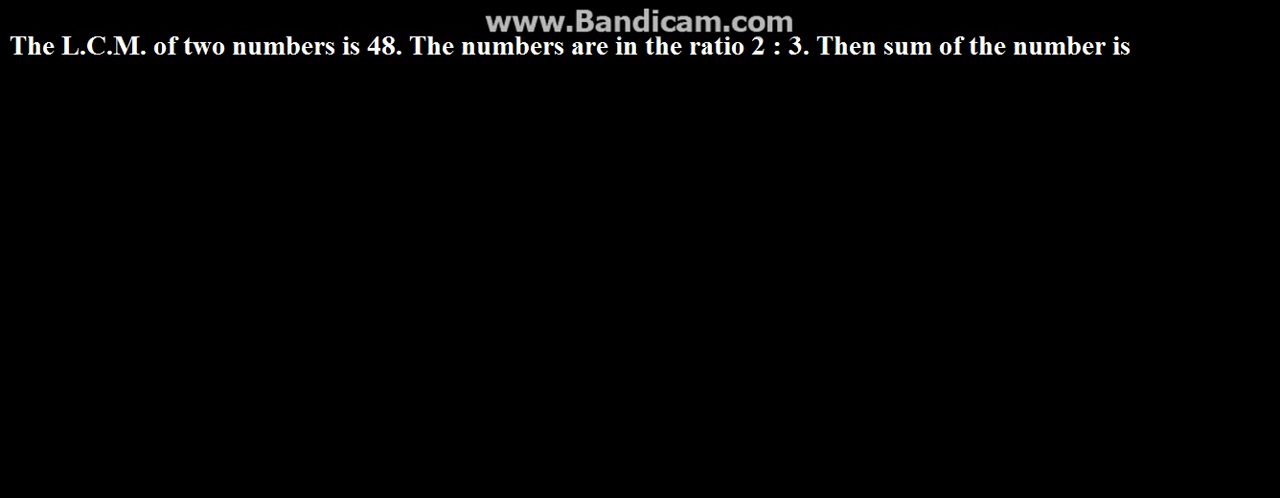 www.Bandicam.com
The L.C.M. of two numbers is 48. The numbers are in the ratio 2 : 3. Then sum of the number is